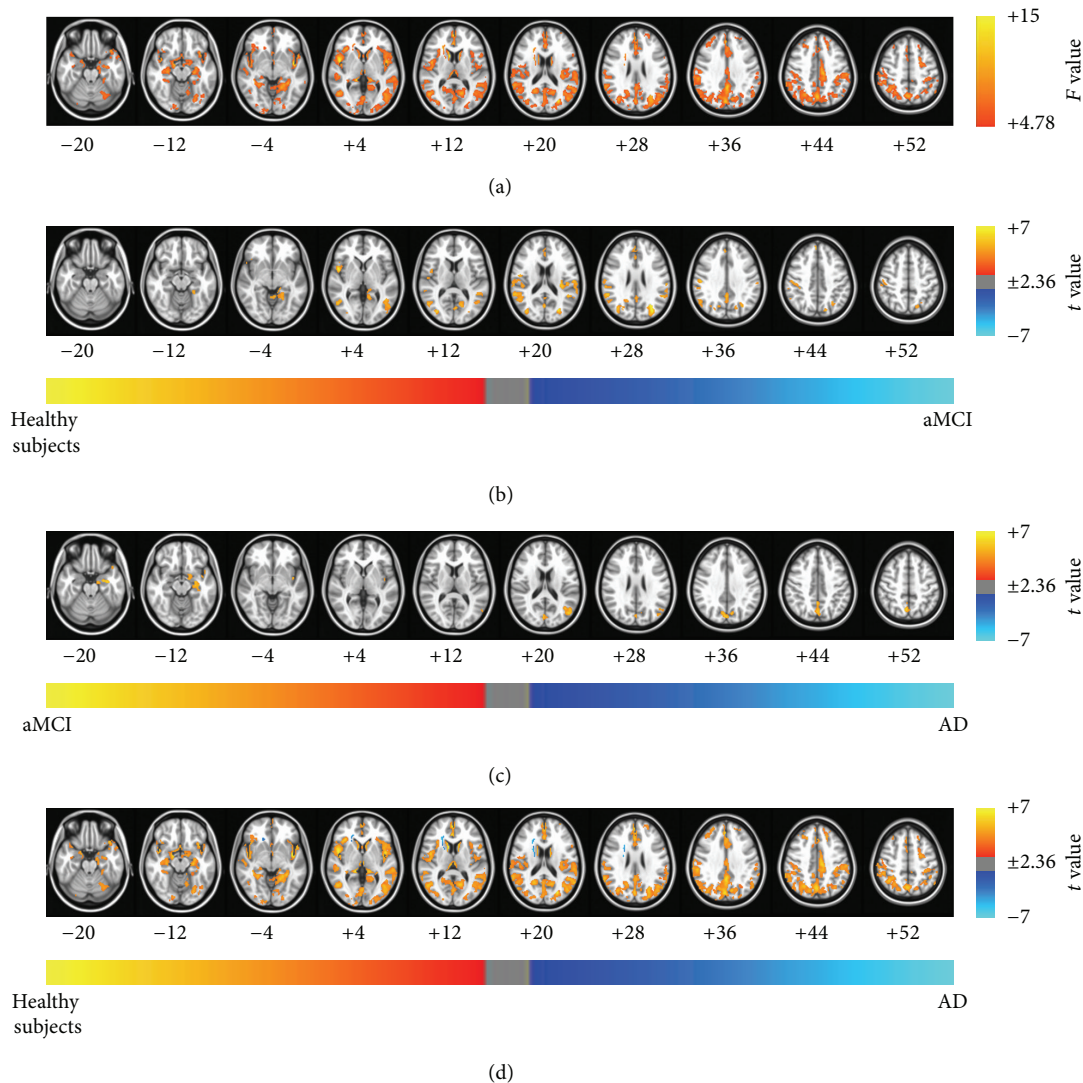 +15
F value
+4.78
−20 −12 −4 +4 +12 +20 +28 +36 +44 +52
(a)
+7
±2.36
t value
−7
−20 −12 −4 +4 +12 +20 +28 +36 +44 +52
Healthy
subjects
aMCI
(b)
+7
±2.36
t value
−7
−20 −12 −4 +4 +12 +20 +28 +36 +44 +52
aMCI
AD
(c)
+7
±2.36
t value
−7
−20 −12 −4 +4 +12 +20 +28 +36 +44 +52
Healthy
subjects
AD
(d)